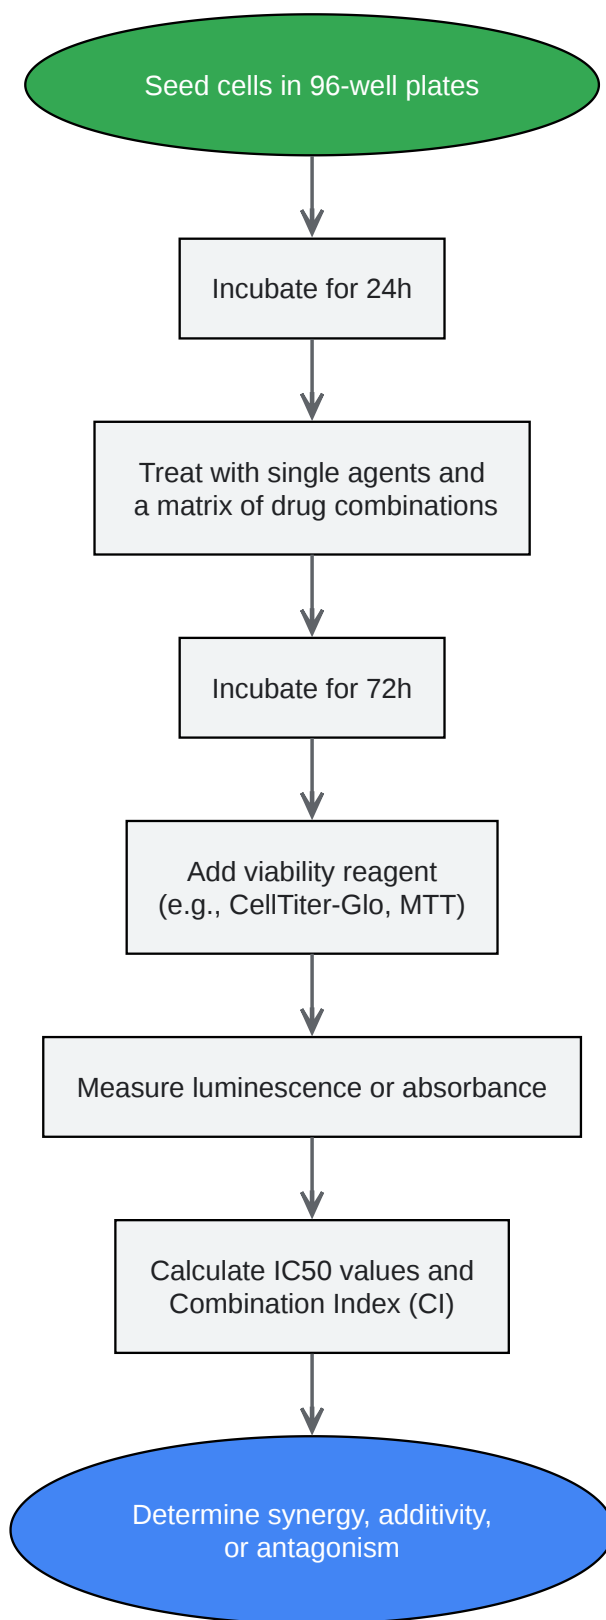 Seed cells in 96-well plates
Incubate for 24h
Treat with single agents and
a matrix of drug combinations
Incubate for 72h
Add viability reagent
(e.g., CellTiter-Glo, MTT)
Measure luminescence or absorbance
Calculate IC50 values and
Combination Index (CI)
Determine synergy, additivity,
or antagonism